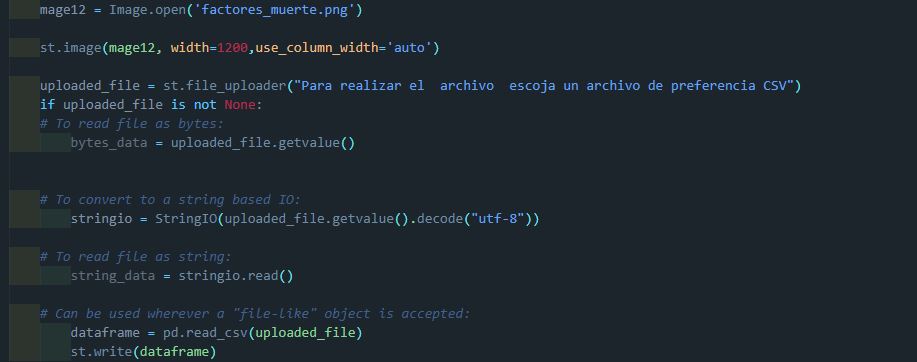 mage12 = Image.open('factores_muerte.png')
st.image(mage12, width=1200,use_column_width='auto')
uploaded_file = st.file_uploader("Para realizar el  archivo  escoja un archivo de preferencia CSV")
if uploaded_file is not None:
# To read file as bytes:
bytes_data = uploaded_file.getvalue()
# To convert to a string based IO:
stringio = StringIO(uploaded_file.getvalue().decode("utf-8"))
# To read file as string:
string_data = stringio.read()
# Can be used wherever a "file-like" object is accepted:
dataframe = pd.read_csv(uploaded_file)
st.write(dataframe)